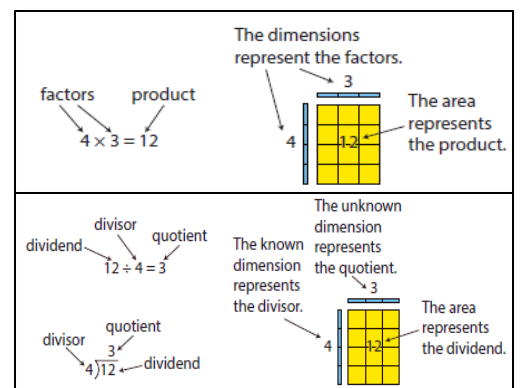 The dimensions
represent the factors.
factors product
4 × 3 = 12
3
4
12
The area
represents
the product.
divisor
dividend quotient
12 ÷ 4 = 3
quotient
divisor
3
4)12
dividend
The unknown
dimension
represents
the quotient.
The known
dimension
represents
the divisor.
3
4
12
The area
represents
the dividend.